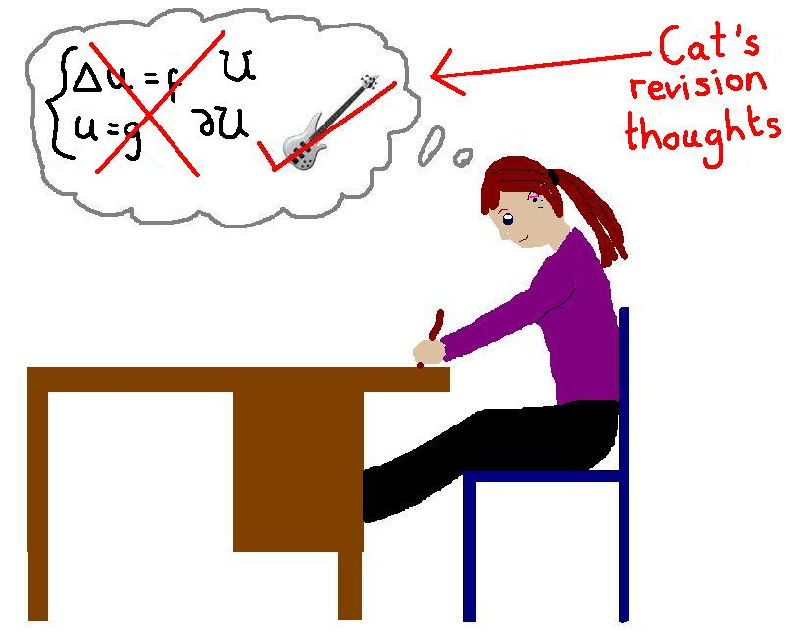 Δu = f U
u = g ∂U
Cat's
revision
thoughts